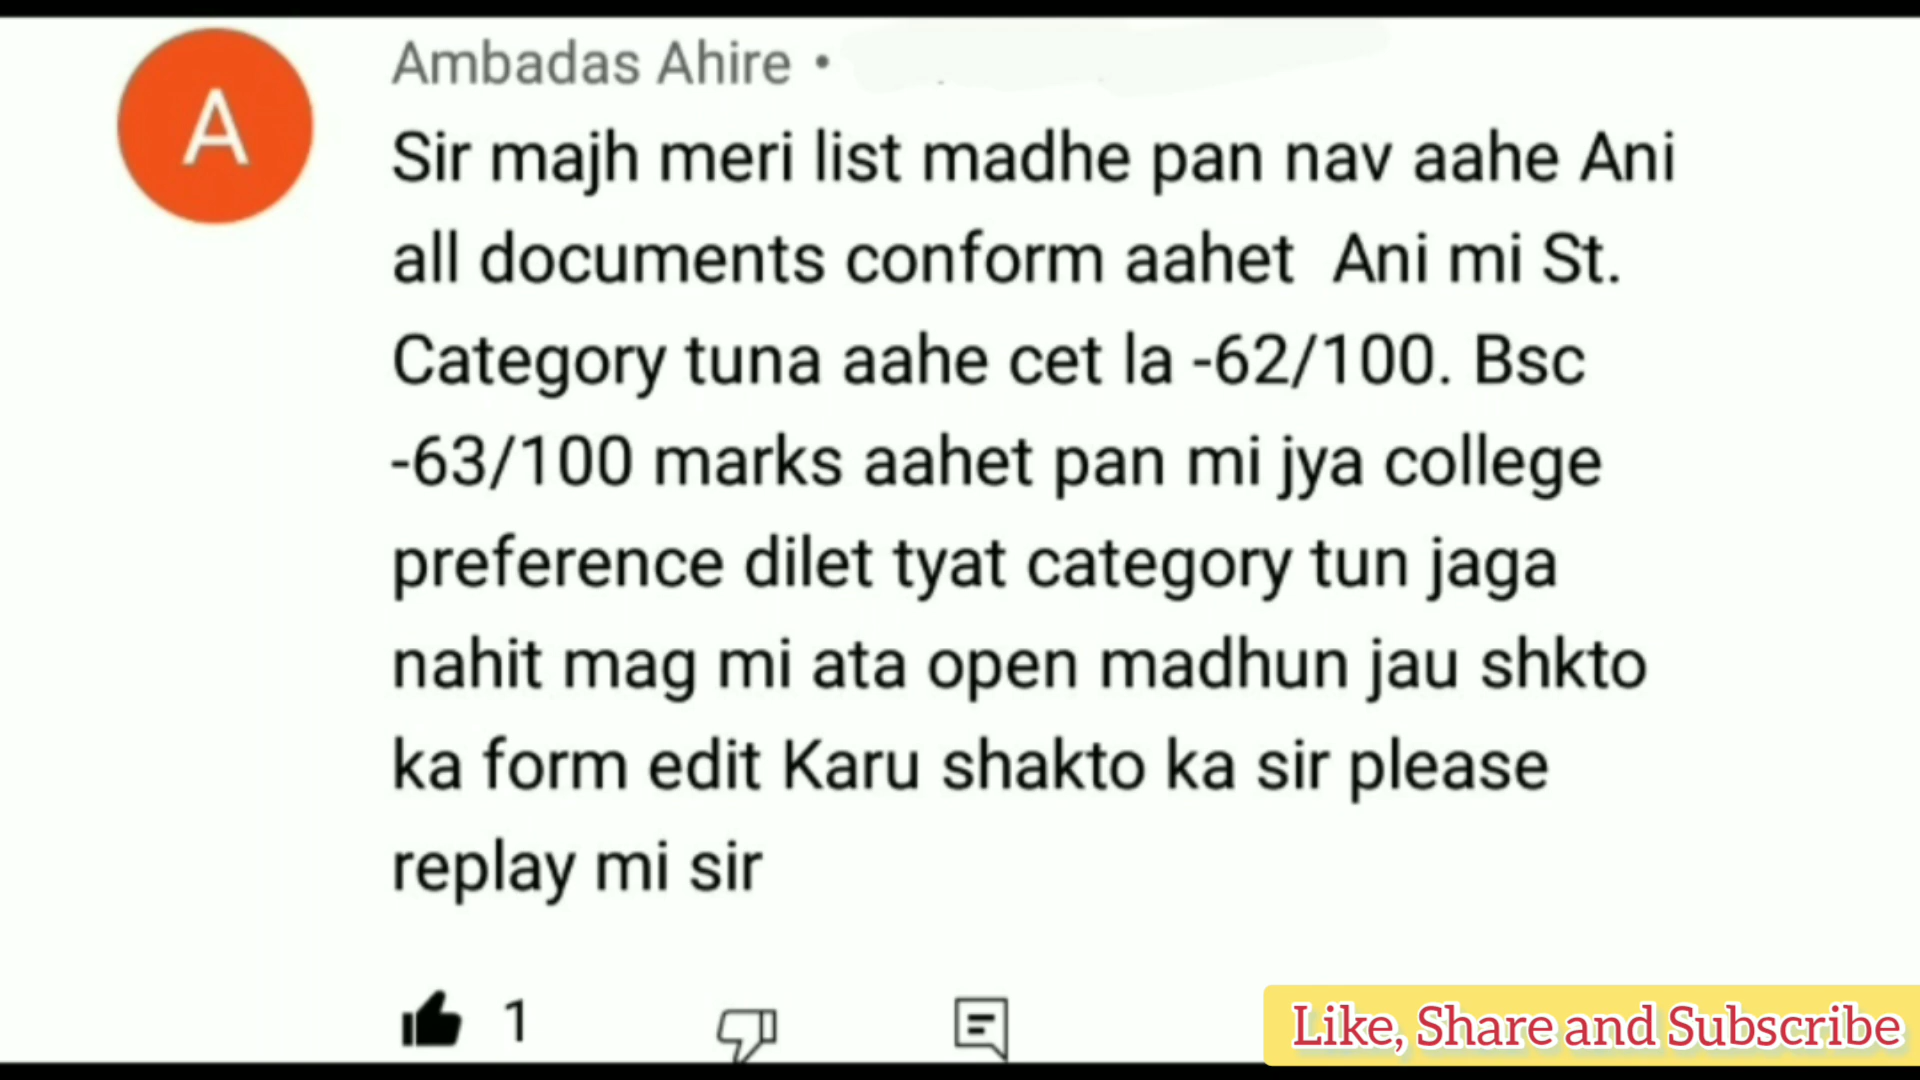 A
Ambadas Ahire •
Sir majh meri list madhe pan nav aahe Ani
all documents conform aahet  Ani mi St.
Category tuna aahe cet la -62/100. Bsc
-63/100 marks aahet pan mi jya college
preference dilet tyat category tun jaga
nahit mag mi ata open madhun jau shkto
ka form edit Karu shakto ka sir please
replay mi sir
1
Like, Share and Subscribe